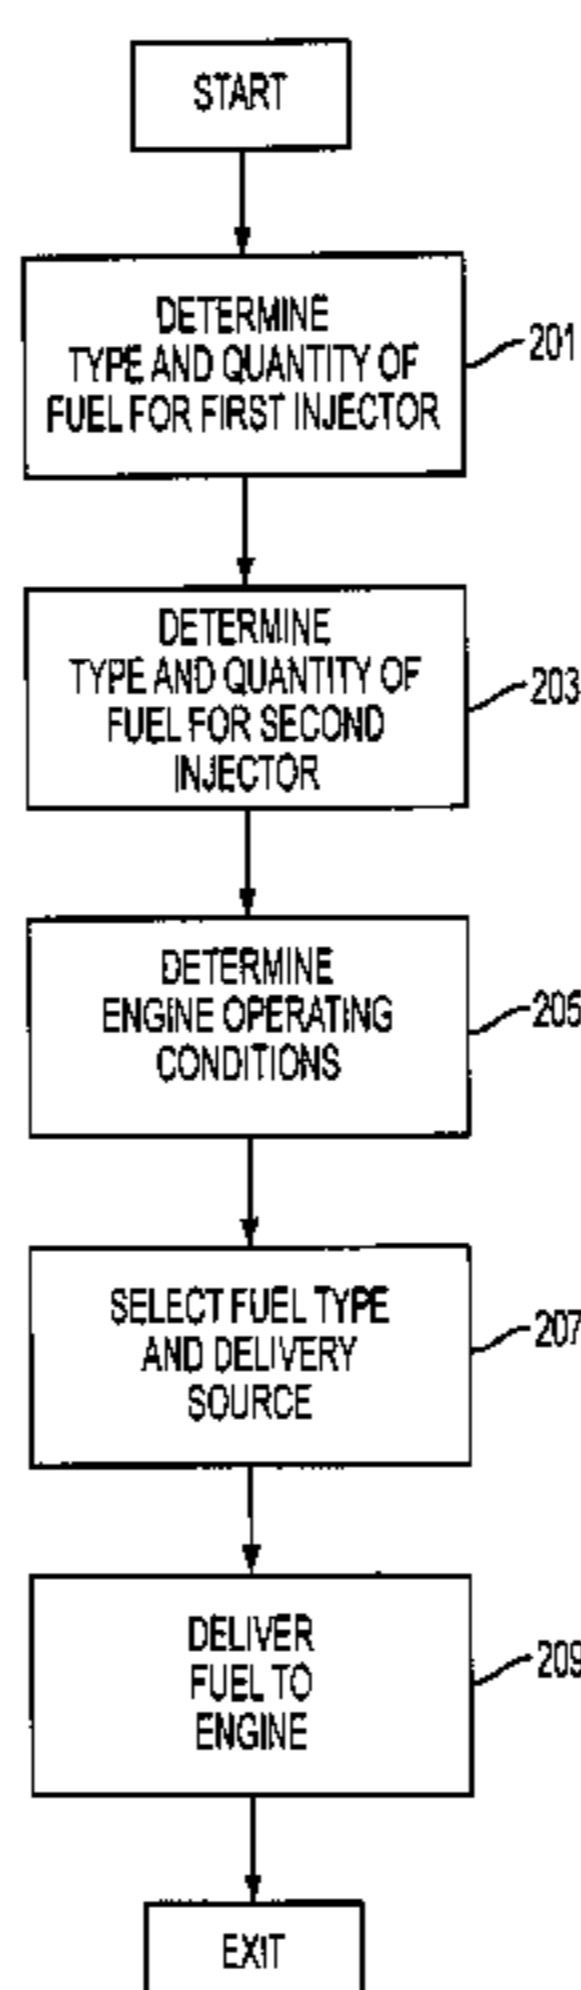 START
DETERMINE
TYPE AND QUANTITY OF
FUEL FOR FIRST INJECTOR
201
DETERMINE
TYPE AND QUANTITY OF
FUEL FOR SECOND
INJECTOR
203
DETERMINE
ENGINE OPERATING
CONDITIONS
205
SELECT FUEL TYPE
AND DELIVERY
SOURCE
207
DELIVER
FUEL TO
ENGINE
209
EXIT